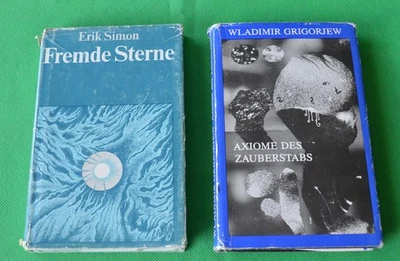 Erik Simon
Fremde Sterne
WLADIMIR GRIGORJEW
AXIOME DES
ZAUBERSTABS